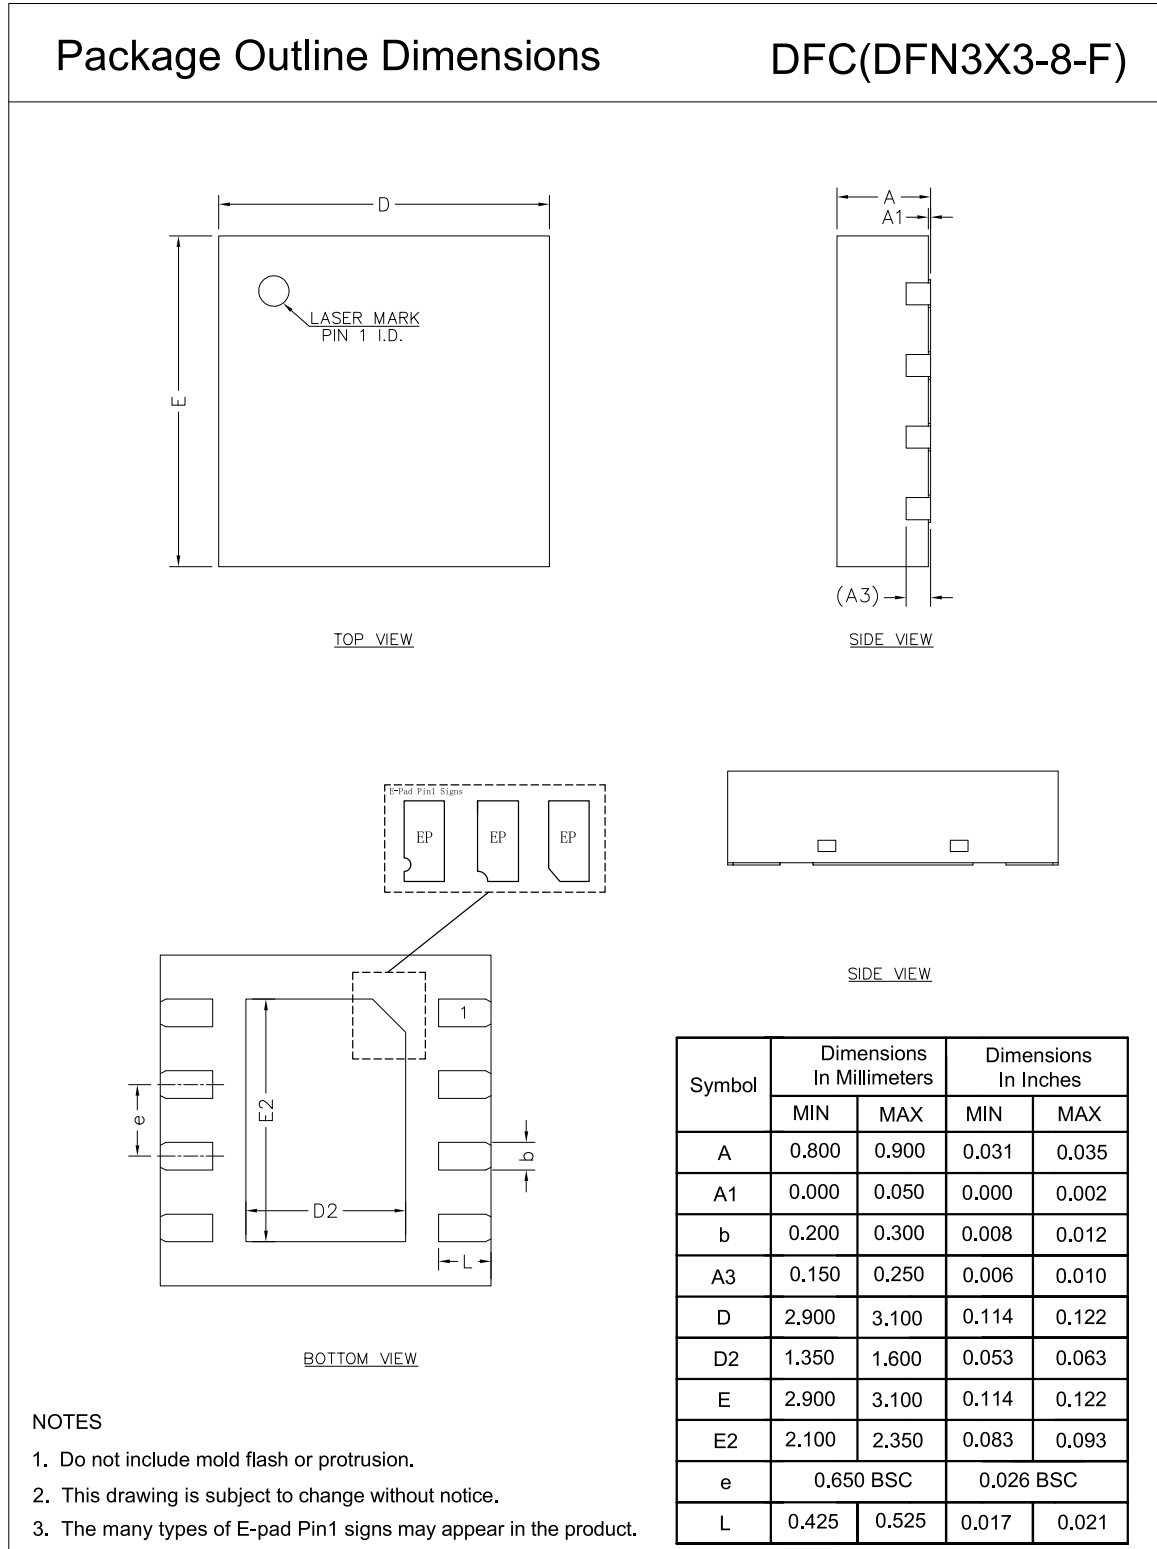 Package Outline Dimensions DFC(DFN3X3-8-F)
D
E
LASER MARK
PIN 1 I.D.
TOP VIEW
A
A1
(A3)
SIDE VIEW
E-Pad Pin1 Signs
EP EP EP
1
e
E2
D2
b
L
BOTTOM VIEW
SIDE VIEW
Symbol Dimensions In Millimeters Dimensions In Inches
MIN MAX MIN MAX
A 0.800 0.900 0.031 0.035
A1 0.000 0.050 0.000 0.002
b 0.200 0.300 0.008 0.012
A3 0.150 0.250 0.006 0.010
D 2.900 3.100 0.114 0.122
D2 1.350 1.600 0.053 0.063
E 2.900 3.100 0.114 0.122
E2 2.100 2.350 0.083 0.093
e 0.650 BSC 0.026 BSC
L 0.425 0.525 0.017 0.021
NOTES
1. Do not include mold flash or protrusion.
2. This drawing is subject to change without notice.
3. The many types of E-pad Pin1 signs may appear in the product.